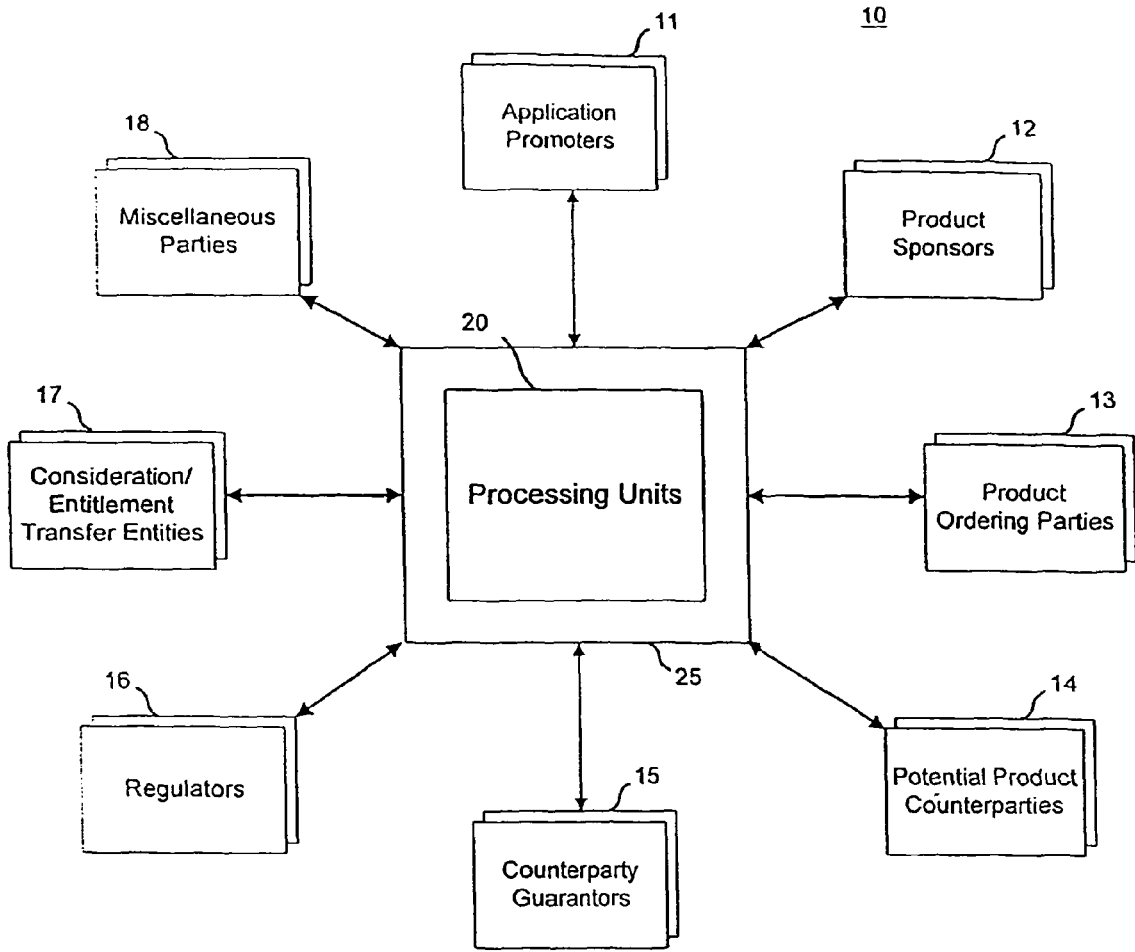 10
11
Application
Promoters
18
Miscellaneous
Parties
12
Product
Sponsors
20
Processing Units
17
Consideration/
Entitlement
Transfer Entities
13
Product
Ordering Parties
25
16
Regulators
15
Counterparty
Guarantors
14
Potential Product
Counterparties